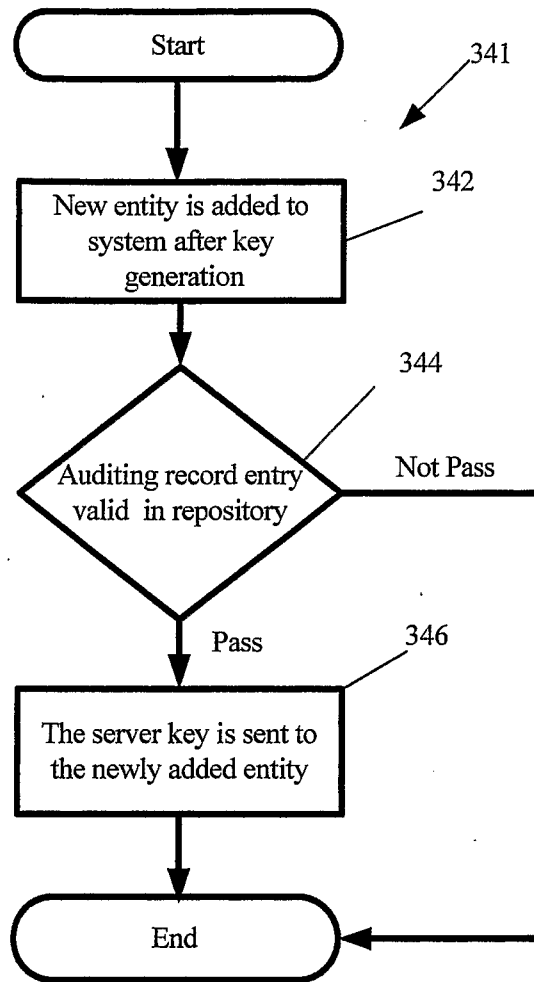 Start
341
342
New entity is added to
system after key
generation
344
Auditing record entry
valid in repository
Not Pass
Pass
346
The server key is sent to
the newly added entity
End